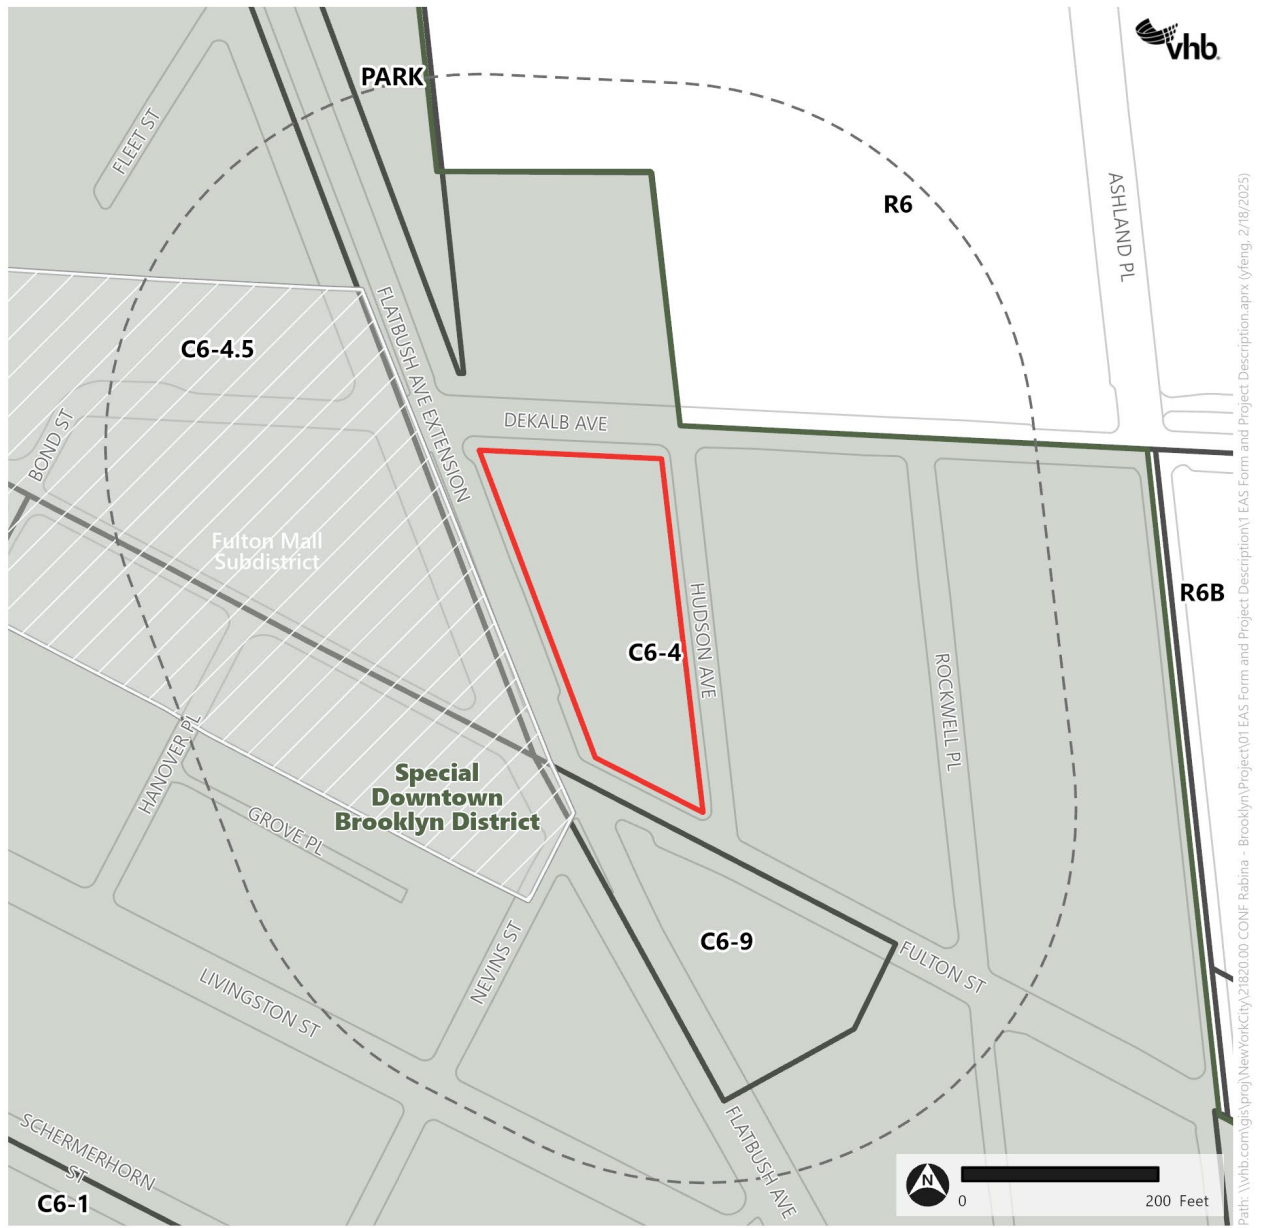 vhb.
PARK
FLEET ST
R6
ASHLAND PL
C6-4.5
FLATBUSH AVE EXTENSION
DEKALB AVE
BOND ST
Fulton Mall
Subdistrict
R6B
HUDSON AVE
C6-4
ROCKWELL PL
HANOVER PL
Special
Downtown
Brooklyn District
GROVE PL
C6-9
NEVINS ST
FULTON ST
LIVINGSTON ST
SCHERMERHORN
ST
C6-1
FLATBUSH AVE
N
0 200 Feet
Path: \\vhb.com\gis\proj\NewYorkCity\21820.00 CONF Rabina - Brooklyn\Project\01 EAS Form and Project Description\1 EAS Form and Project Description.aprx (yfeng, 2/18/2025)